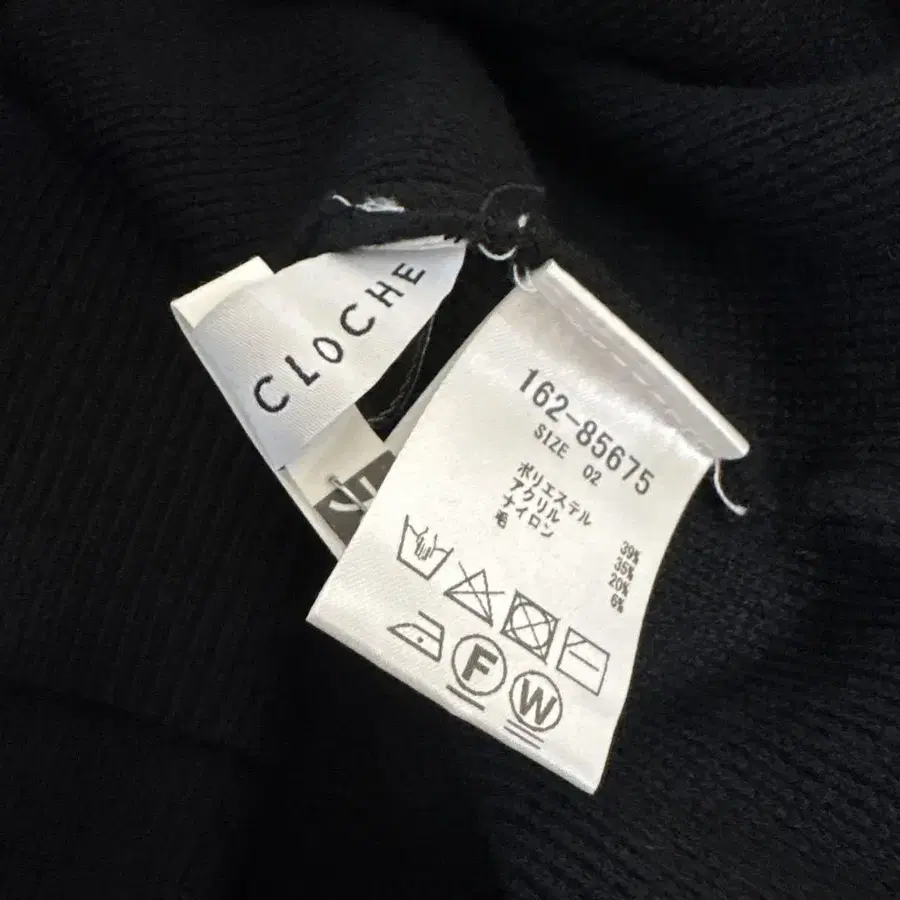 CLOCHE
162-85675
SIZE 02
ポリエステル 39%
アクリル 35%
ナイロン 20%
毛 6%
F
W